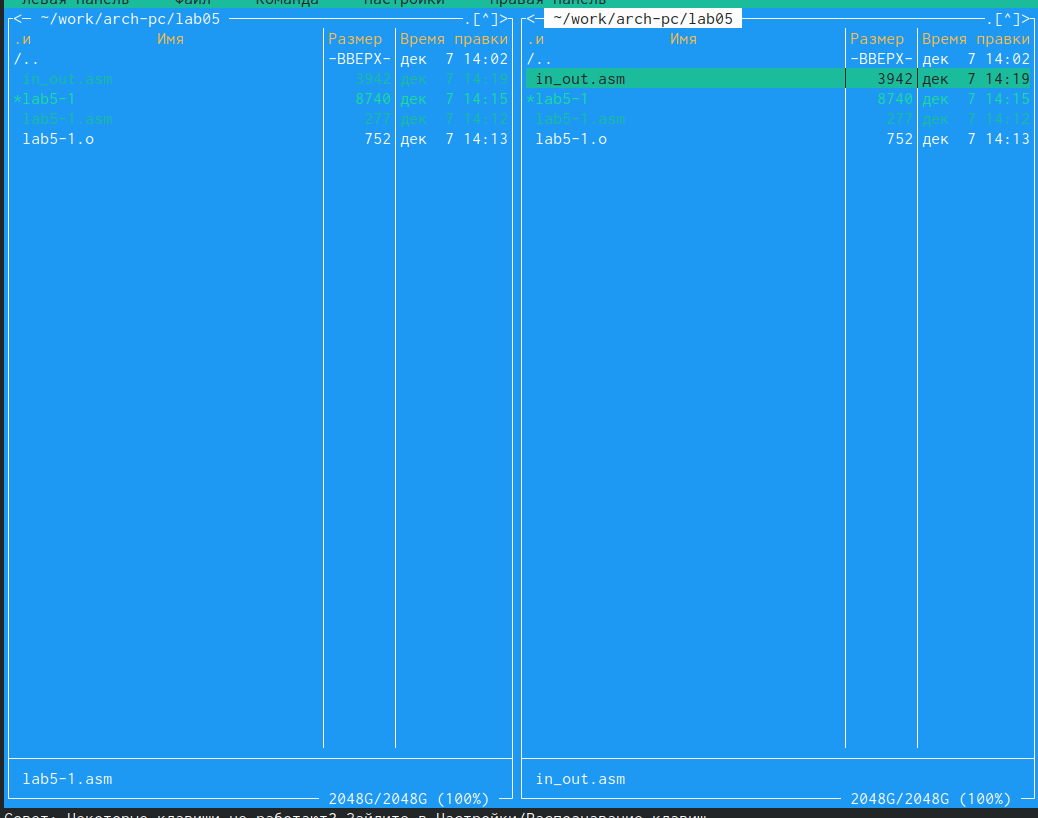 Левая панель Файл Команда Настройки Правая панель
<— ~/work/arch-pc/lab05 .[^]> <— ~/work/arch-pc/lab05 .[^]>
.и Имя Размер Время правки .и Имя Размер Время правки
/.. -ВВЕРХ- дек 7 14:02 /.. -ВВЕРХ- дек 7 14:02
in_out.asm 3942 дек 7 14:19 in_out.asm 3942 дек 7 14:19
*lab5-1 8740 дек 7 14:15 *lab5-1 8740 дек 7 14:15
lab5-1.asm 277 дек 7 14:12 lab5-1.asm 277 дек 7 14:12
lab5-1.o 752 дек 7 14:13 lab5-1.o 752 дек 7 14:13
lab5-1.asm in_out.asm
2048G/2048G (100%) 2048G/2048G (100%)
Совет: Некоторые клавиши не работают? Зайдите в Настройки/Распознавание клавиш